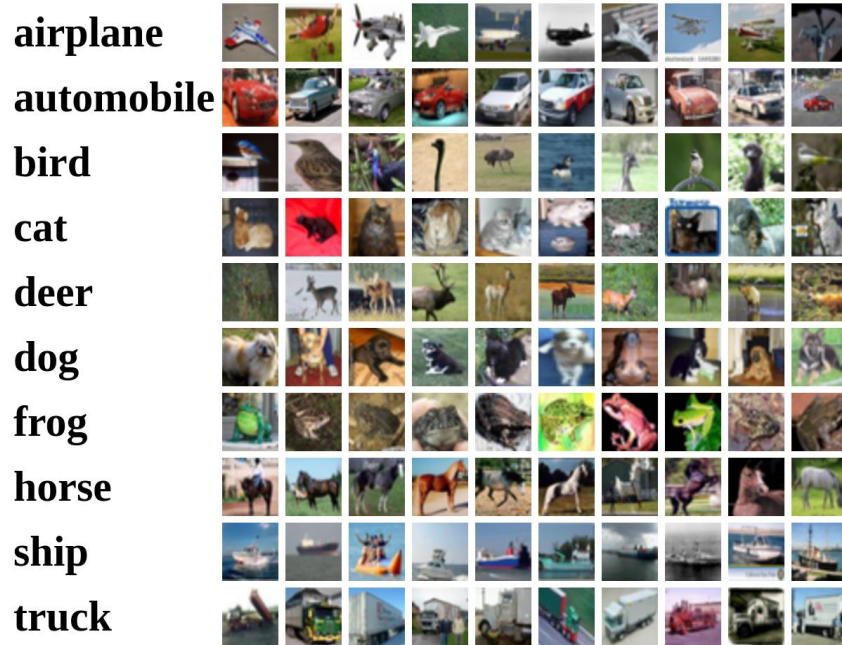 airplane
automobile
bird
cat
deer
dog
frog
horse
ship
truck